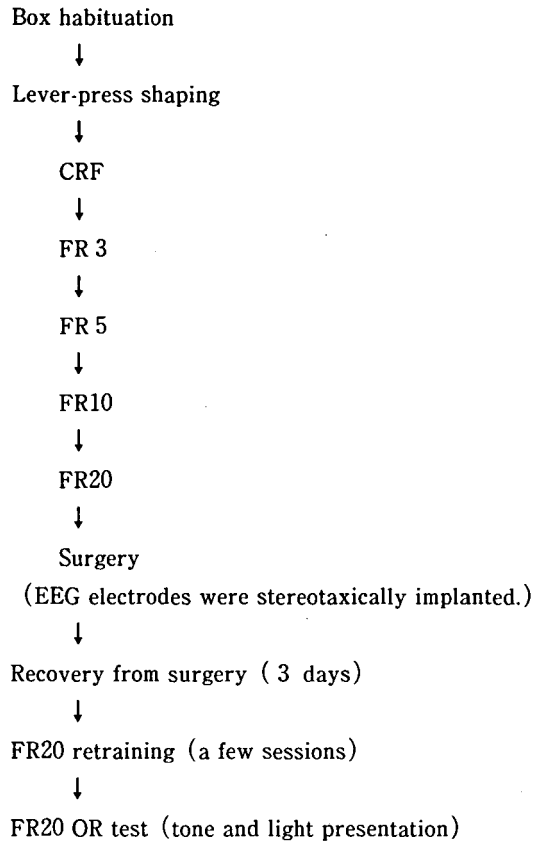 Box habituation
↓
Lever-press shaping
↓
CRF
↓
FR 3
↓
FR 5
↓
FR10
↓
FR20
↓
Surgery
(EEG electrodes were stereotaxically implanted.)
↓
Recovery from surgery ( 3 days)
↓
FR20 retraining (a few sessions)
↓
FR20 OR test (tone and light presentation)